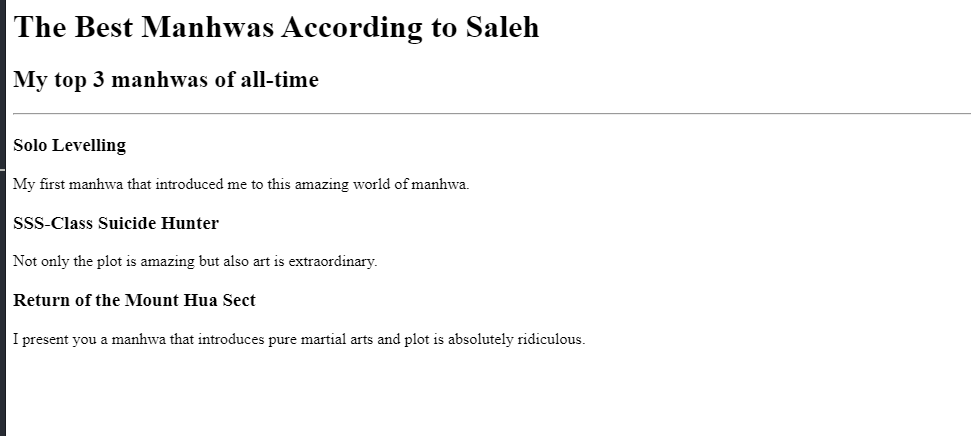 The Best Manhwas According to Saleh
My top 3 manhwas of all-time
Solo Levelling
My first manhwa that introduced me to this amazing world of manhwa.
SSS-Class Suicide Hunter
Not only the plot is amazing but also art is extraordinary.
Return of the Mount Hua Sect
I present you a manhwa that introduces pure martial arts and plot is absolutely ridiculous.